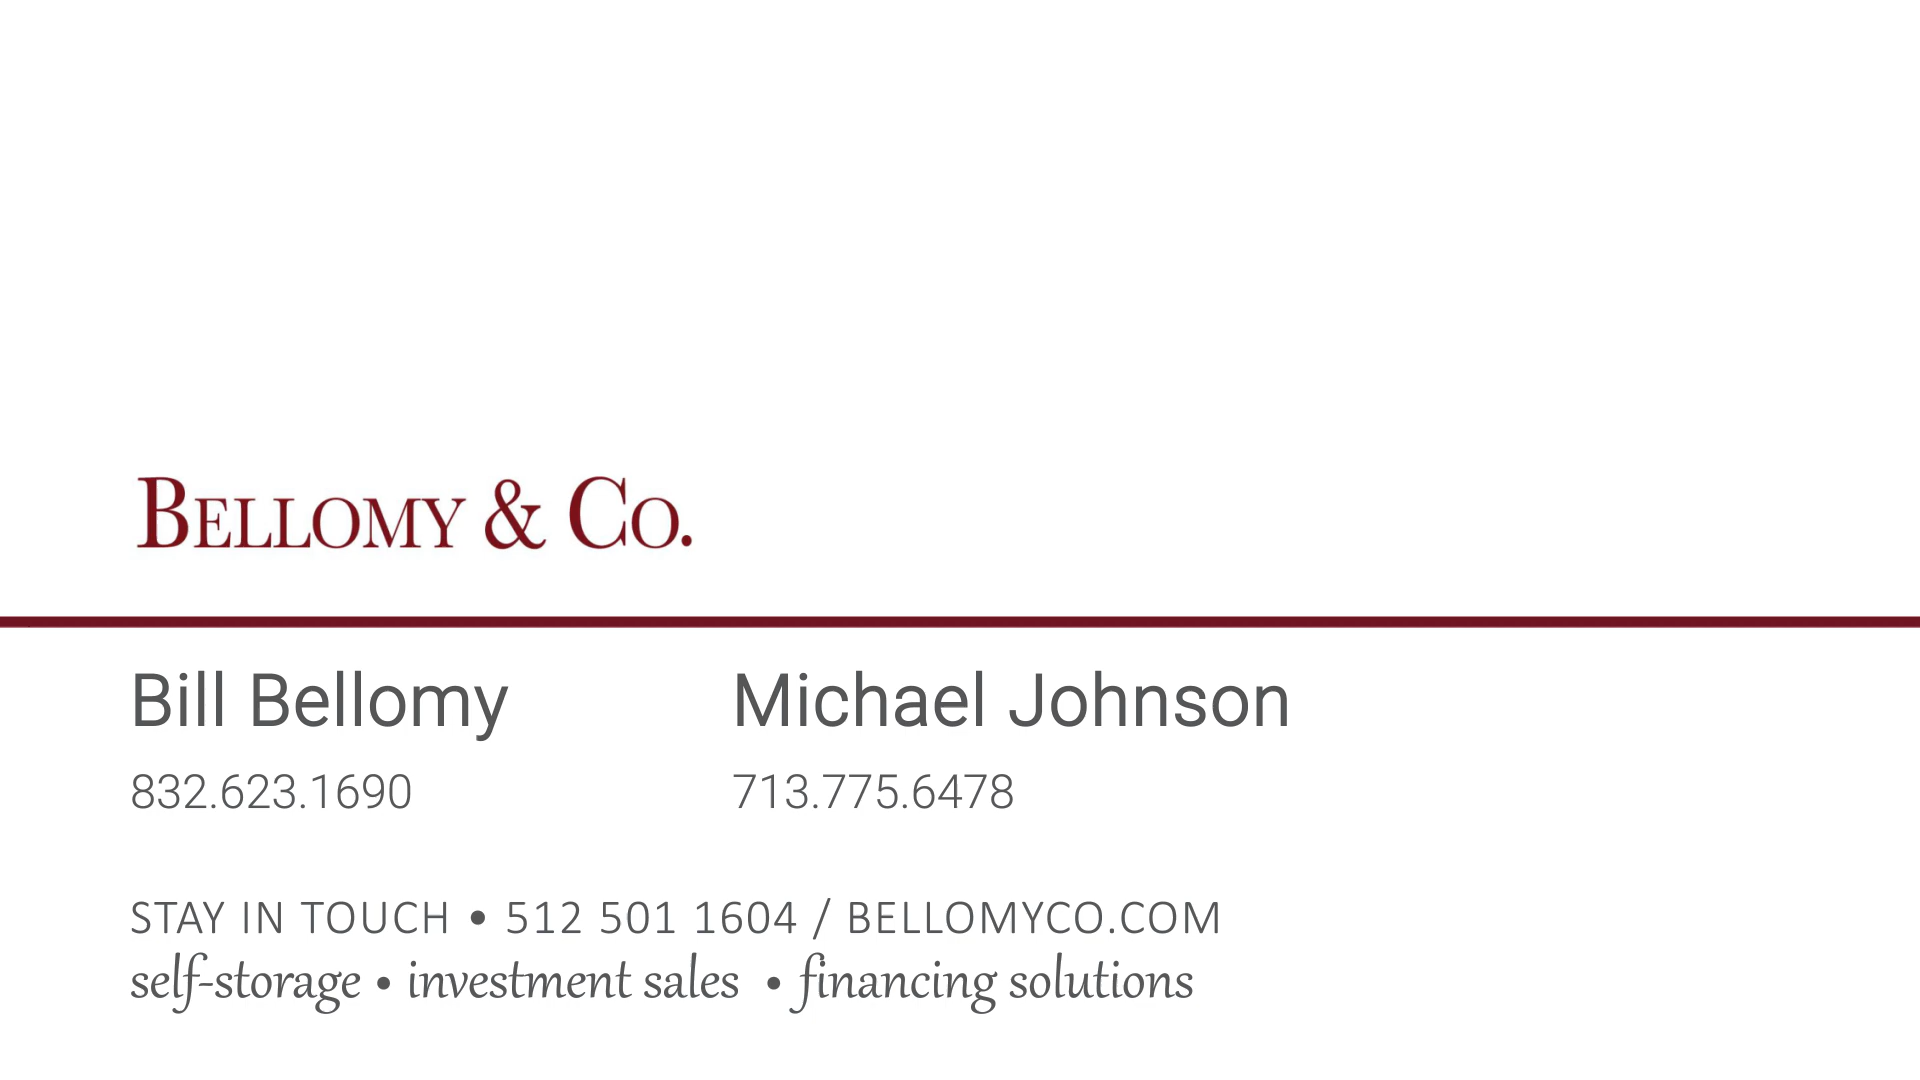 BELLOMY & CO.
Bill Bellomy
832.623.1690
Michael Johnson
713.775.6478
STAY IN TOUCH • 512 501 1604 / BELLOMYCO.COM
self-storage • investment sales • financing solutions